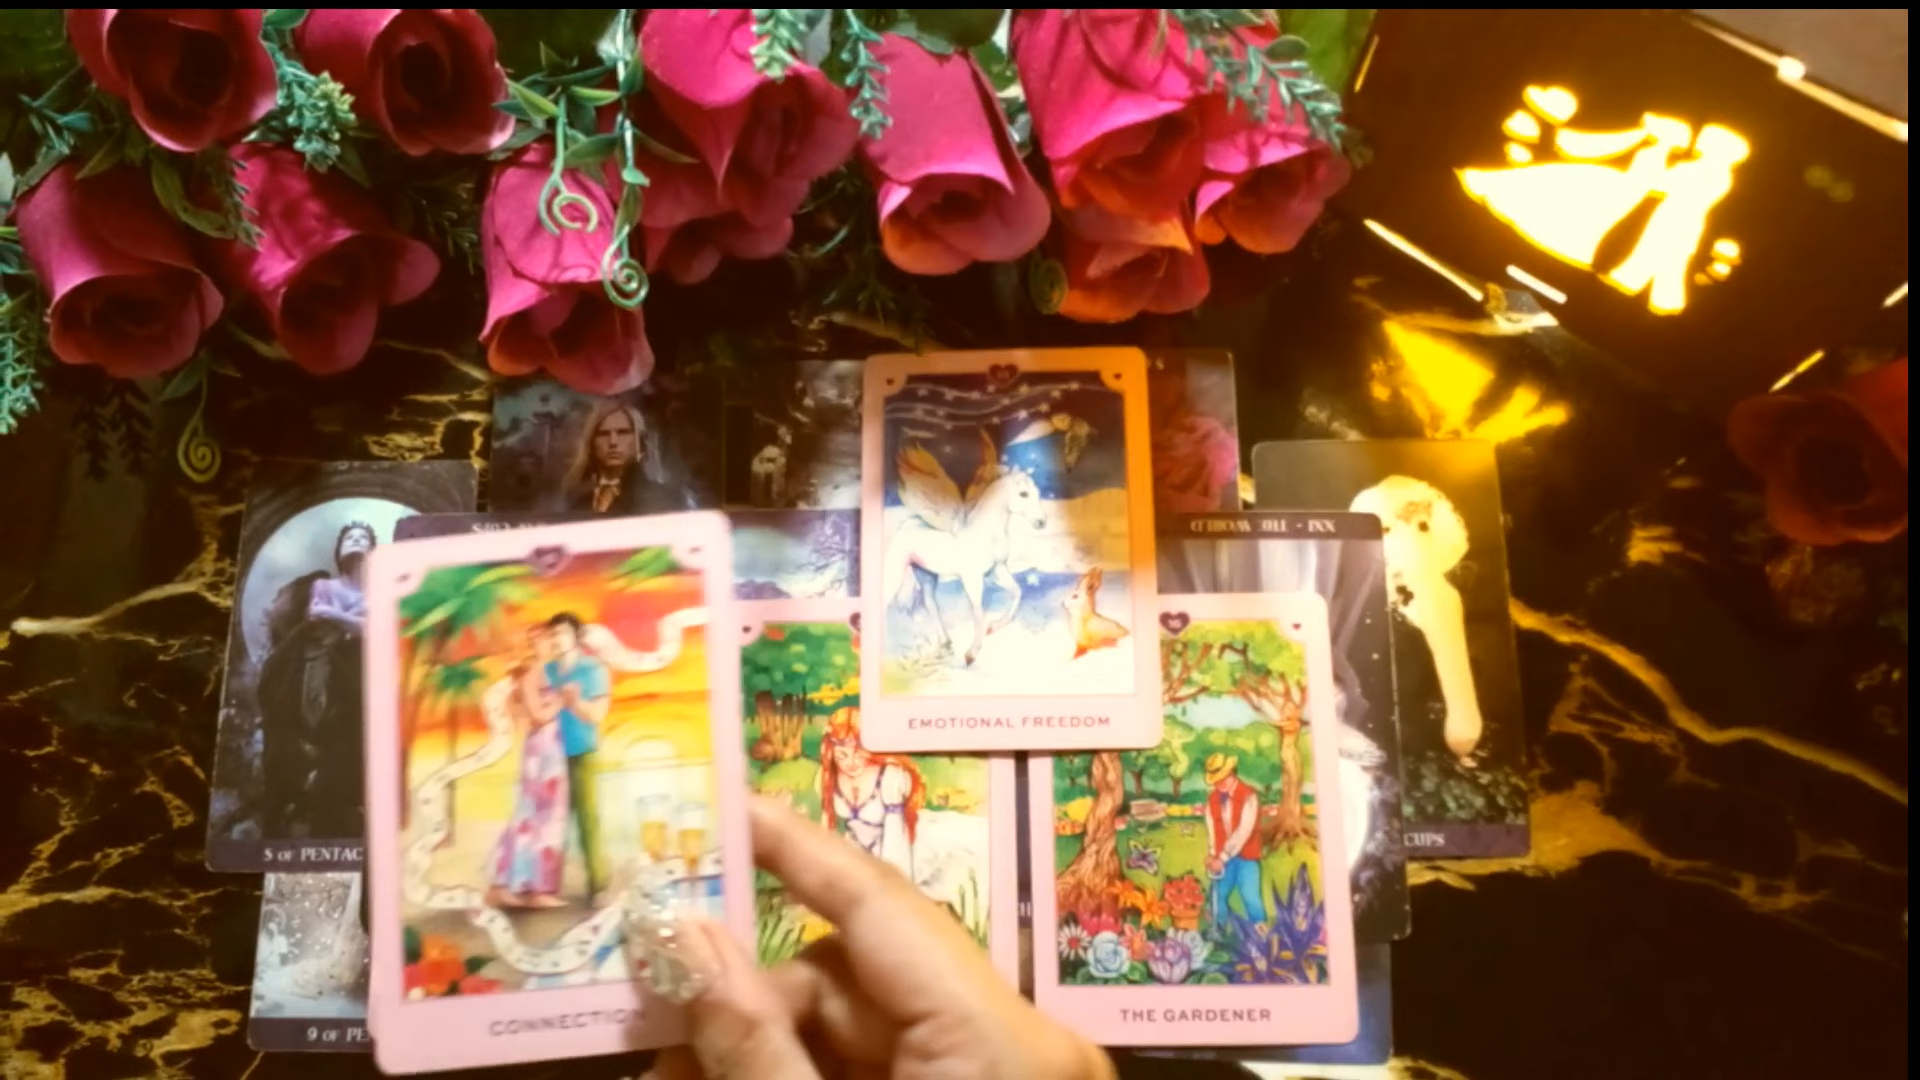 XXI - THE WORLD
EMOTIONAL FREEDOM
CUPS
5 OF PENTAC
CONNECTION
THE GARDENER
9 OF PE